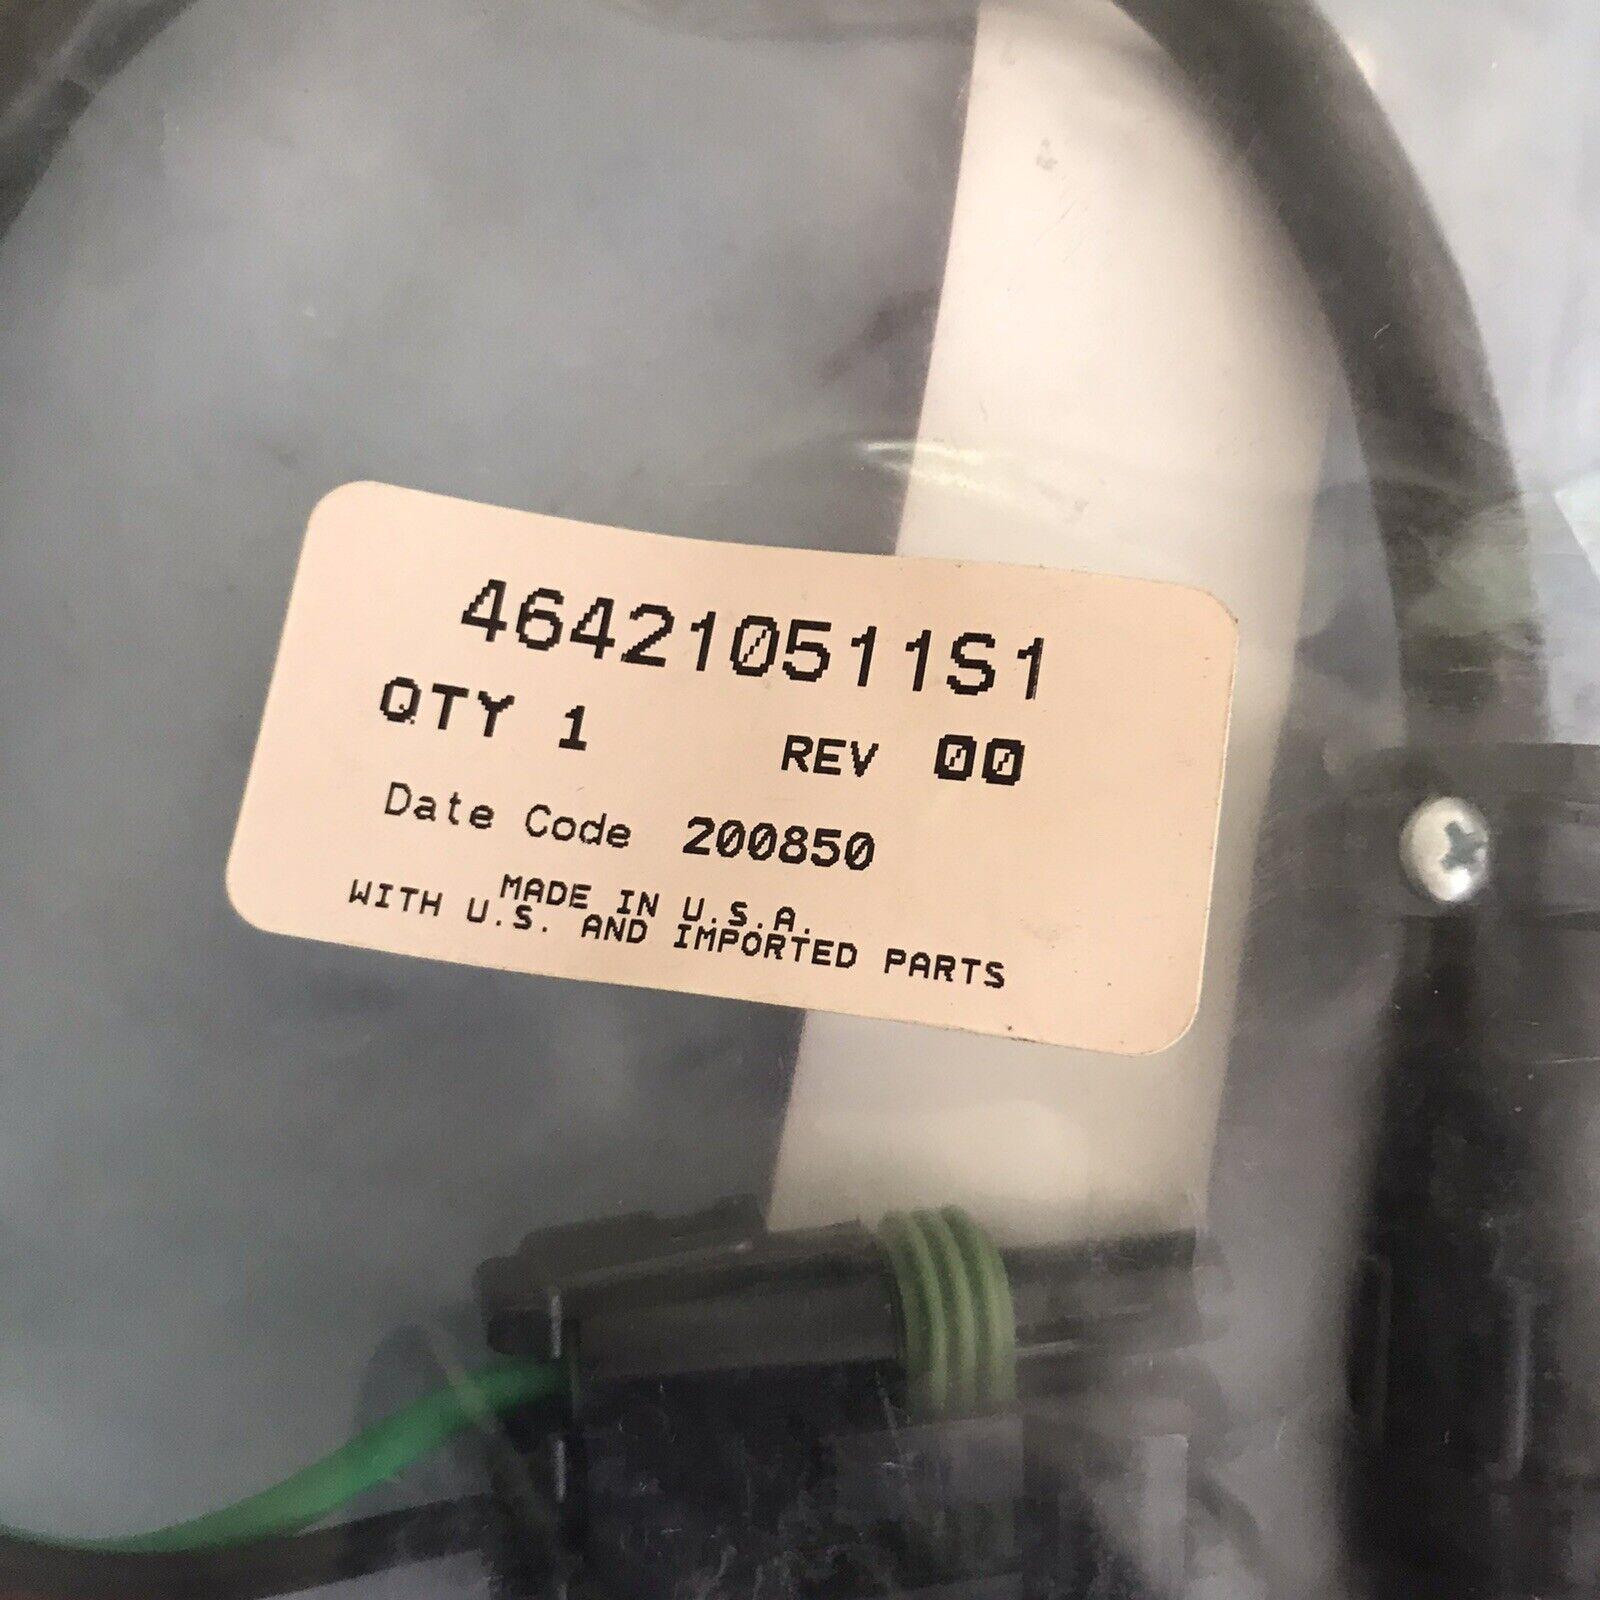 464210511S1
QTY 1 REV 00
Date Code 200850
MADE IN U.S.A.
WITH U.S. AND IMPORTED PARTS